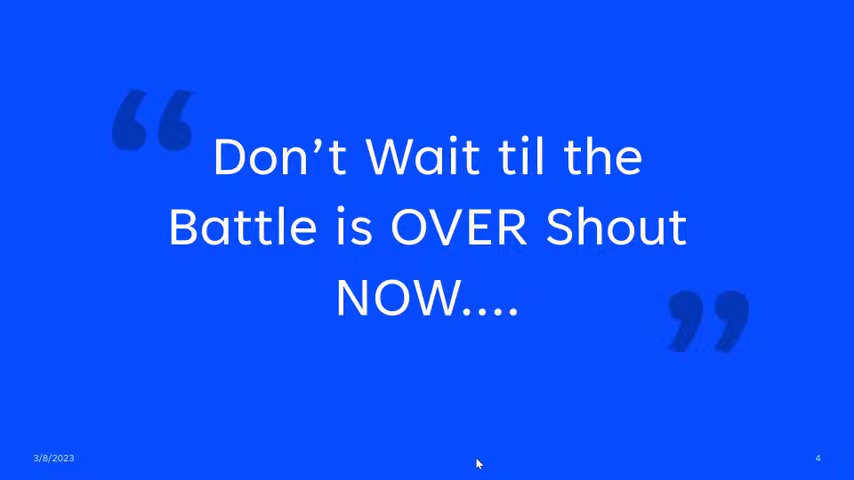 “
Don’t Wait til the
Battle is OVER Shout
NOW....
”
3/8/2023
4